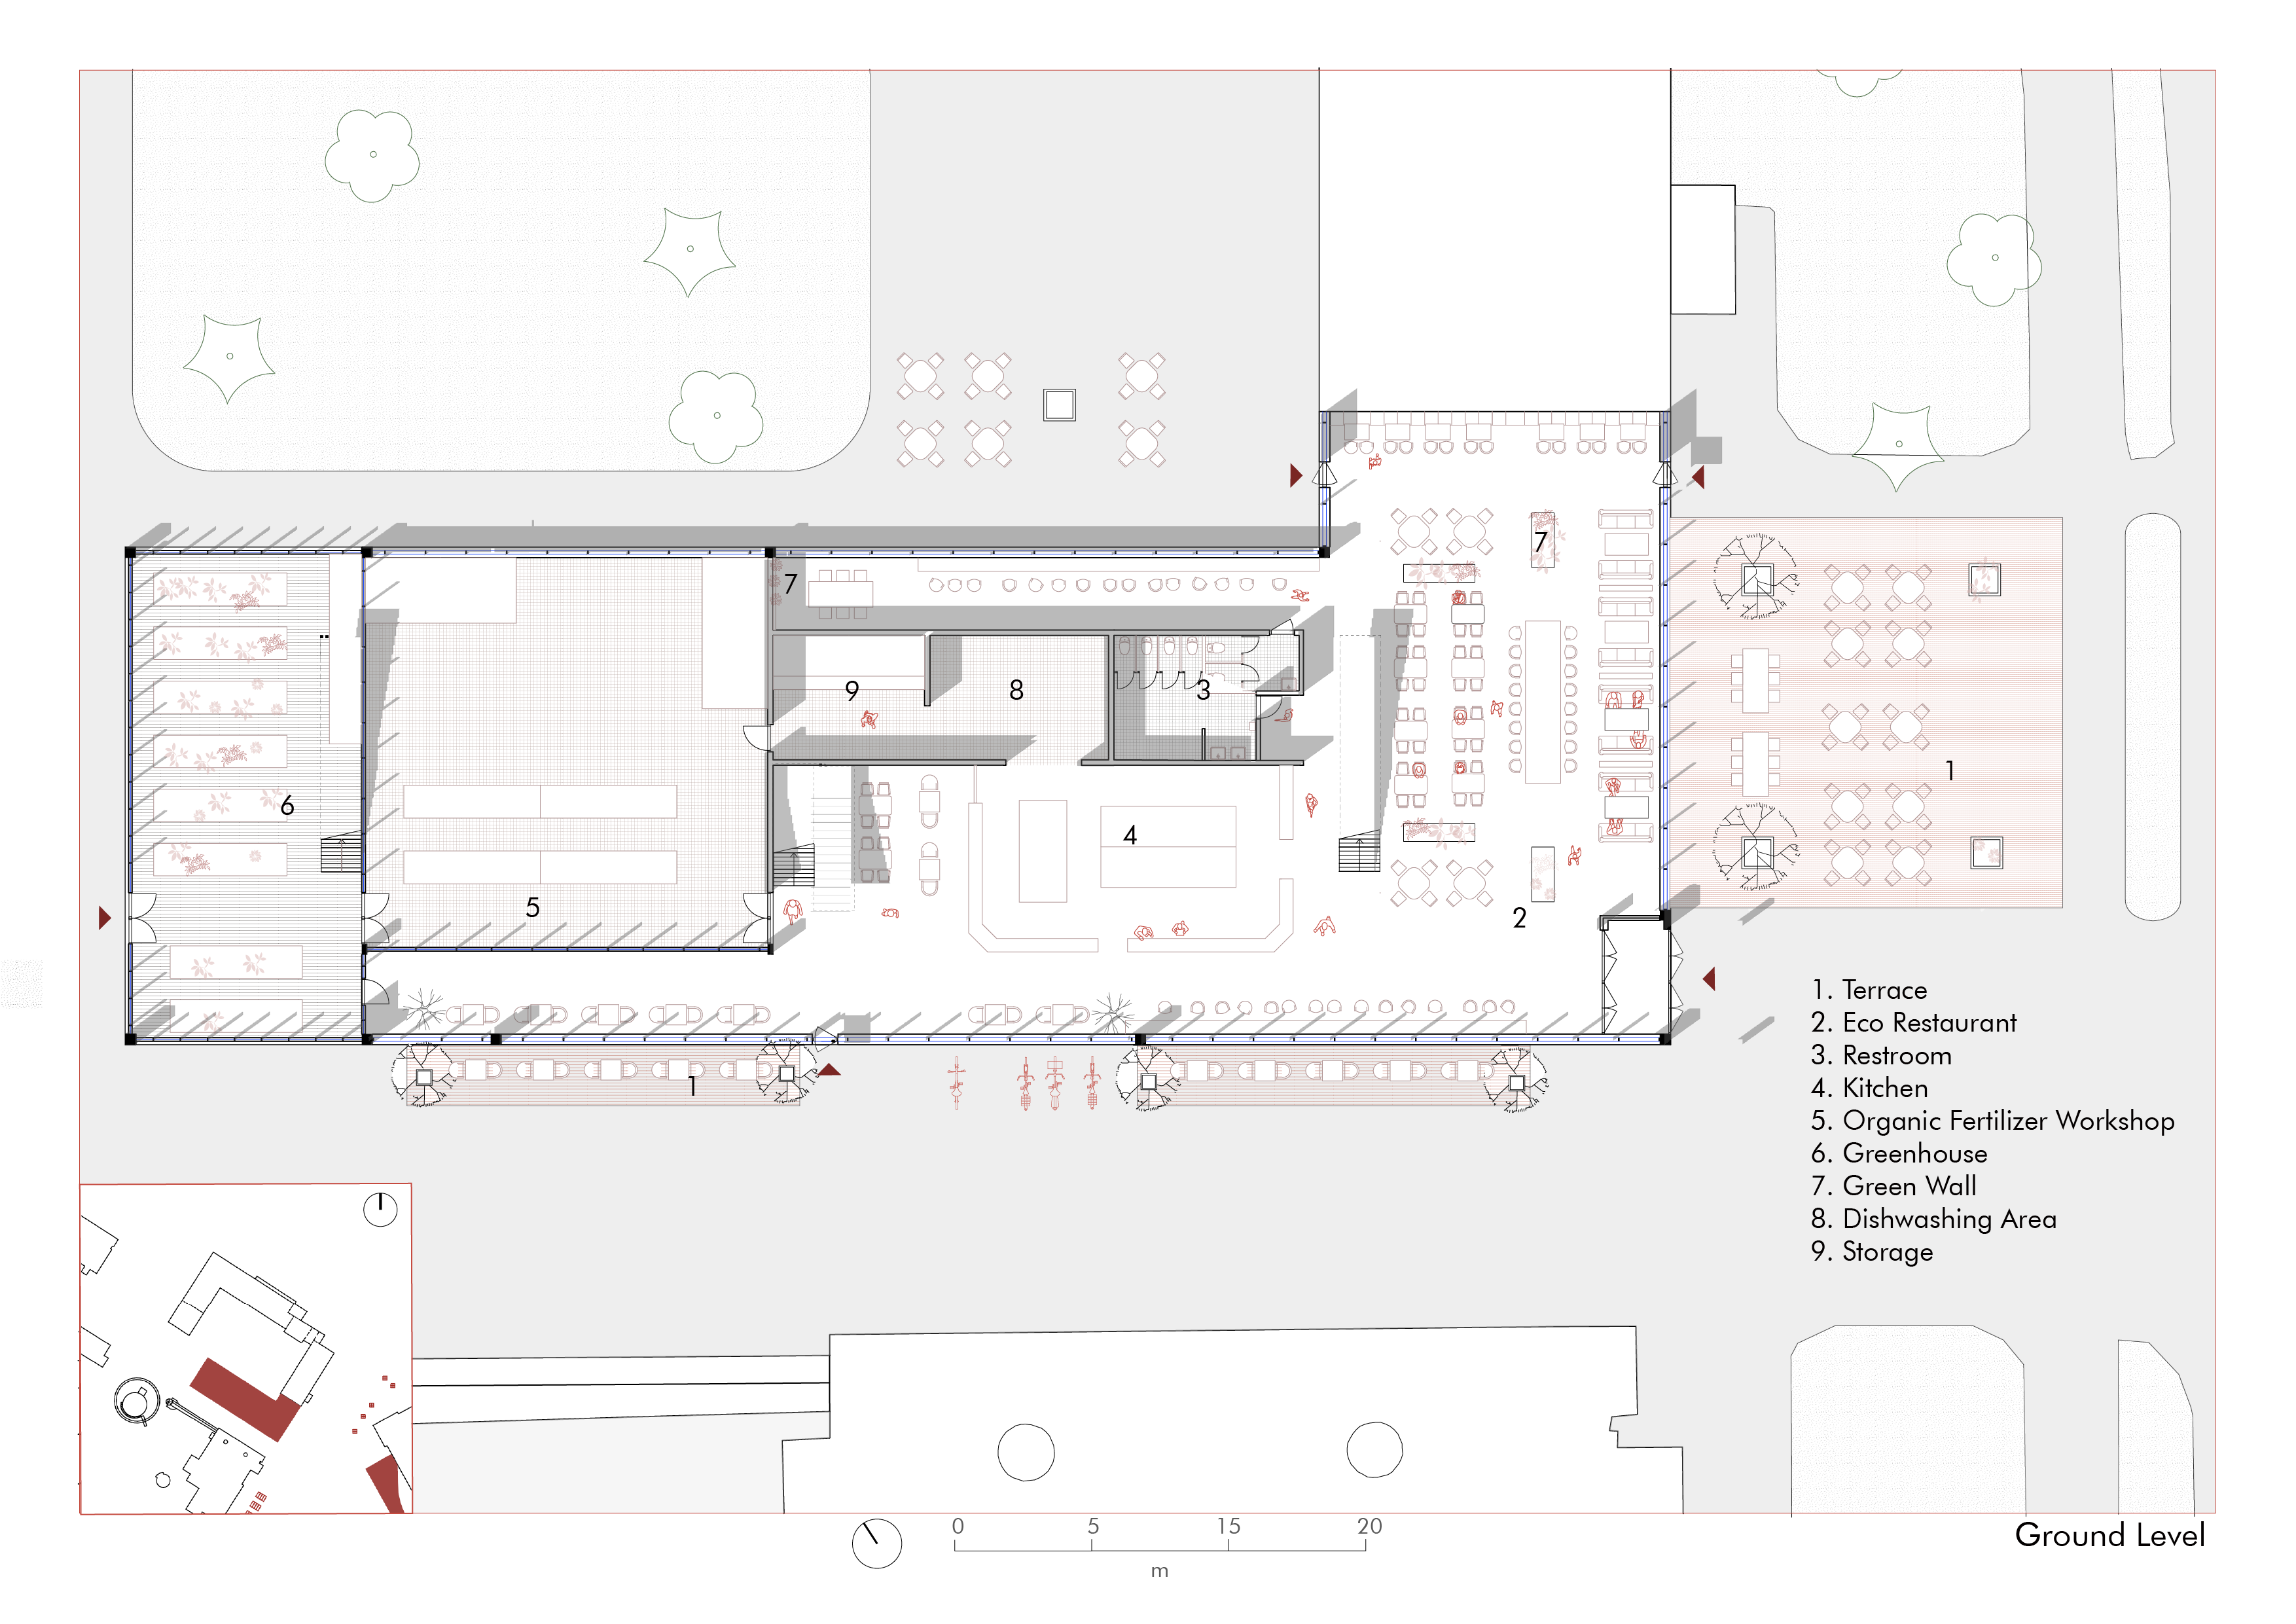 7
7
9
8
3
1
6
4
5
2
1
1. Terrace
2. Eco Restaurant
3. Restroom
4. Kitchen
5. Organic Fertilizer Workshop
6. Greenhouse
7. Green Wall
8. Dishwashing Area
9. Storage
0 5 15 20
m
Ground Level